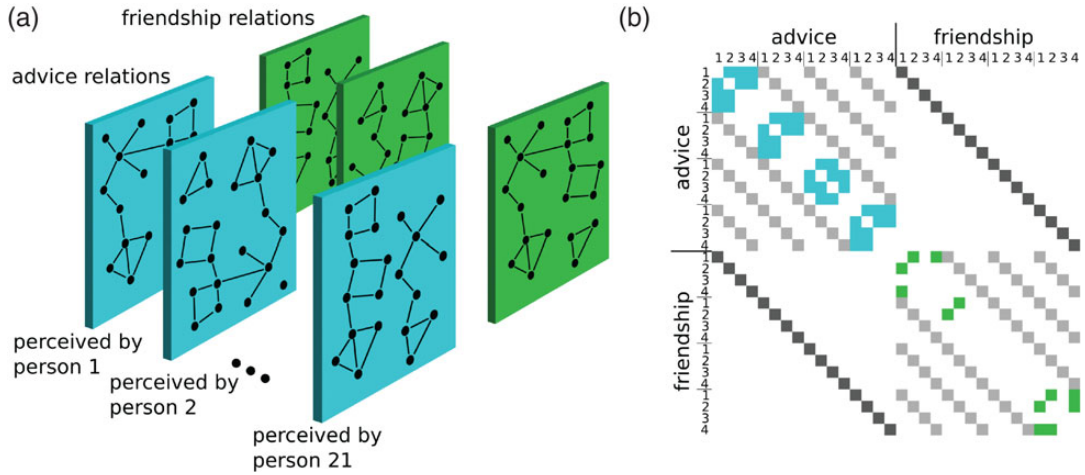 (a)
friendship relations
advice relations
perceived by
person 1
perceived by
person 2
perceived by
person 21
(b)
advice friendship
1 2 3 4 1 2 3 4 1 2 3 4 1 2 3 4 1 2 3 4 1 2 3 4 1 2 3 4 1 2 3 4
advice
1
2
3
4
1
2
3
4
1
2
3
4
1
2
3
4
friendship
1
2
3
4
1
2
3
4
1
2
3
4
1
2
3
4